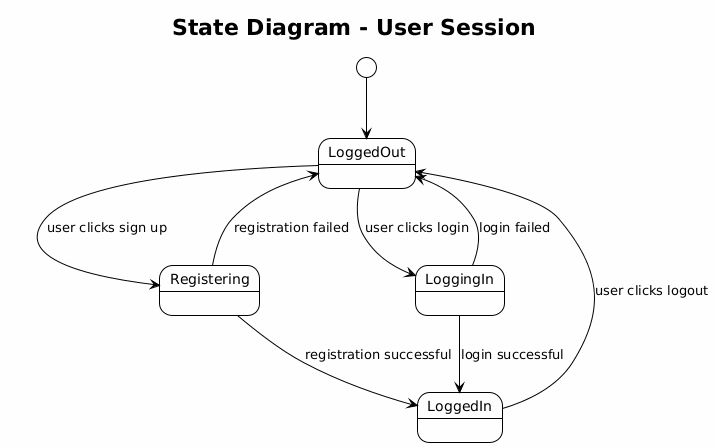 State Diagram - User Session
LoggedOut
user clicks sign up
registration failed
user clicks login
login failed
Registering
LoggingIn
user clicks logout
registration successful
login successful
LoggedIn